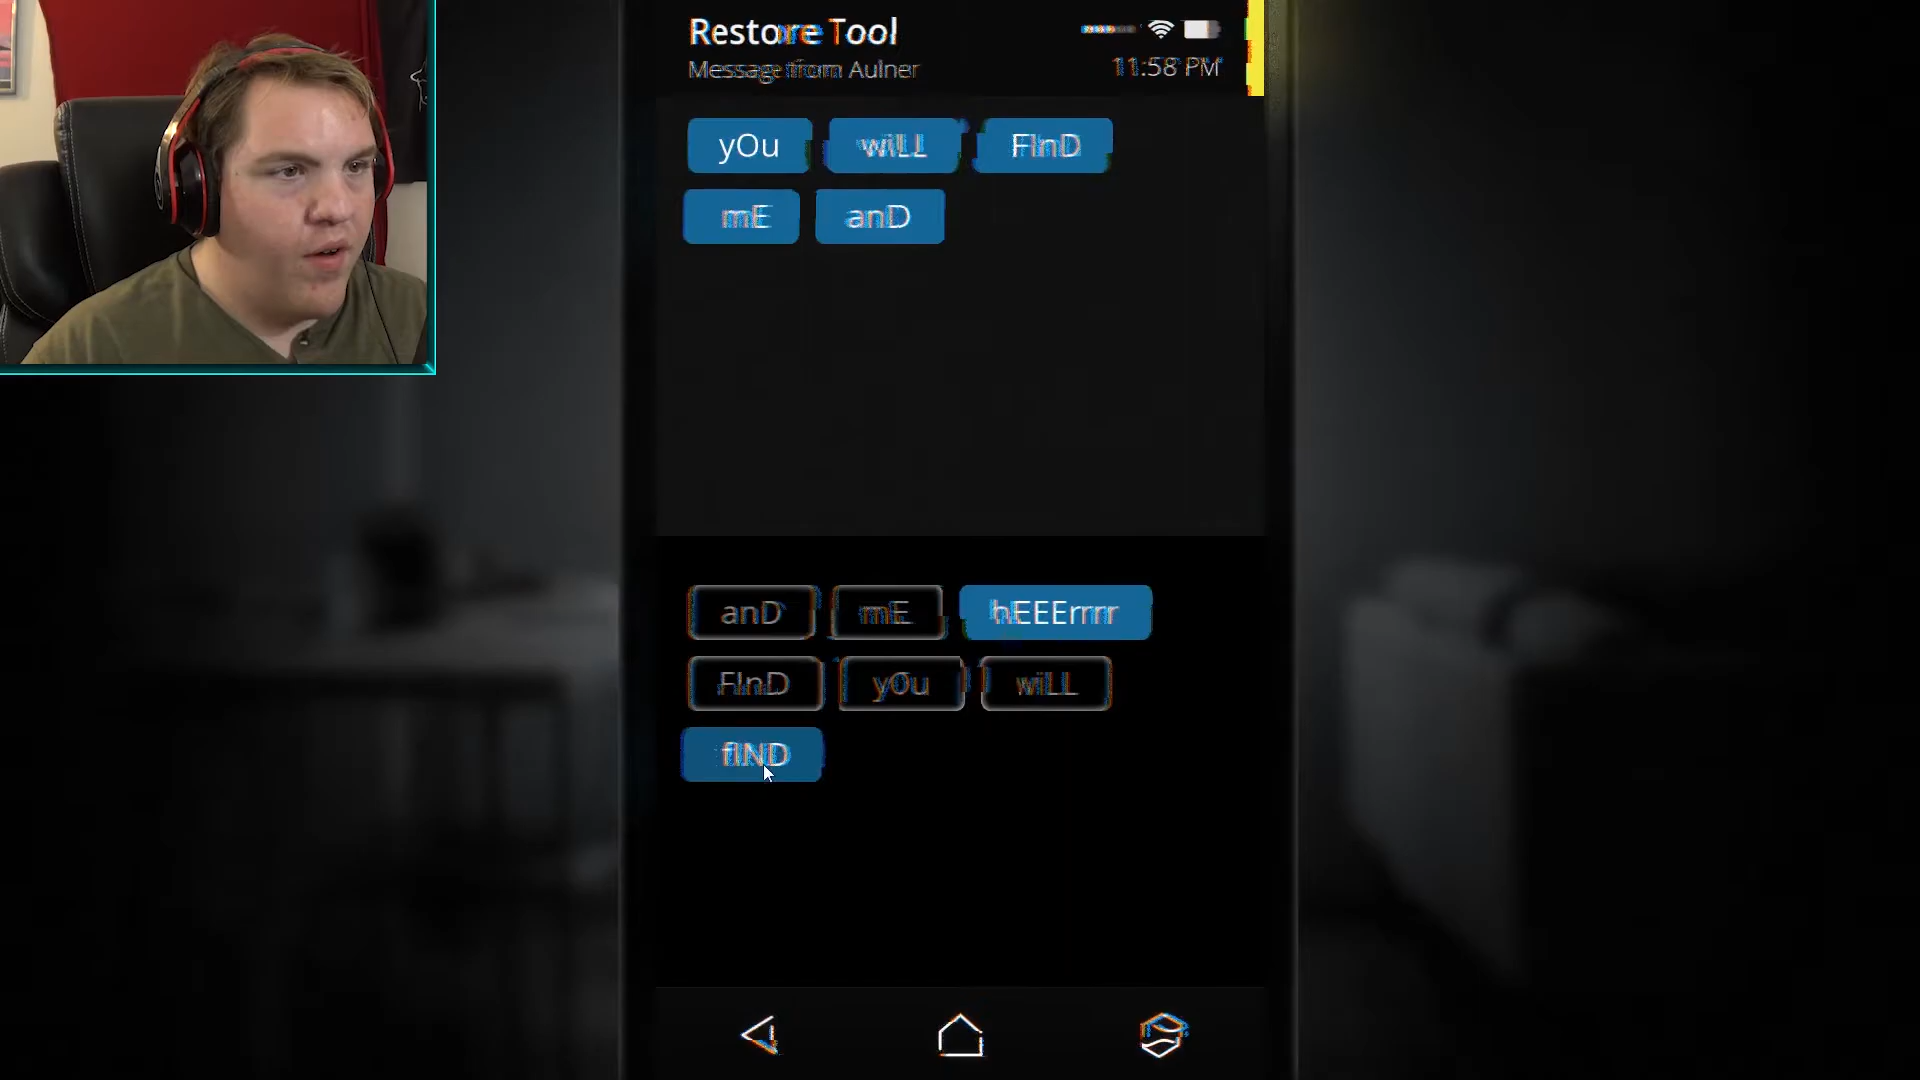 Restore Tool
Message from Aulner
11:58 PM
yOu wiLL FInD
mE anD
anD mE hEEErrrr
FInD yOu wiLL
fIND